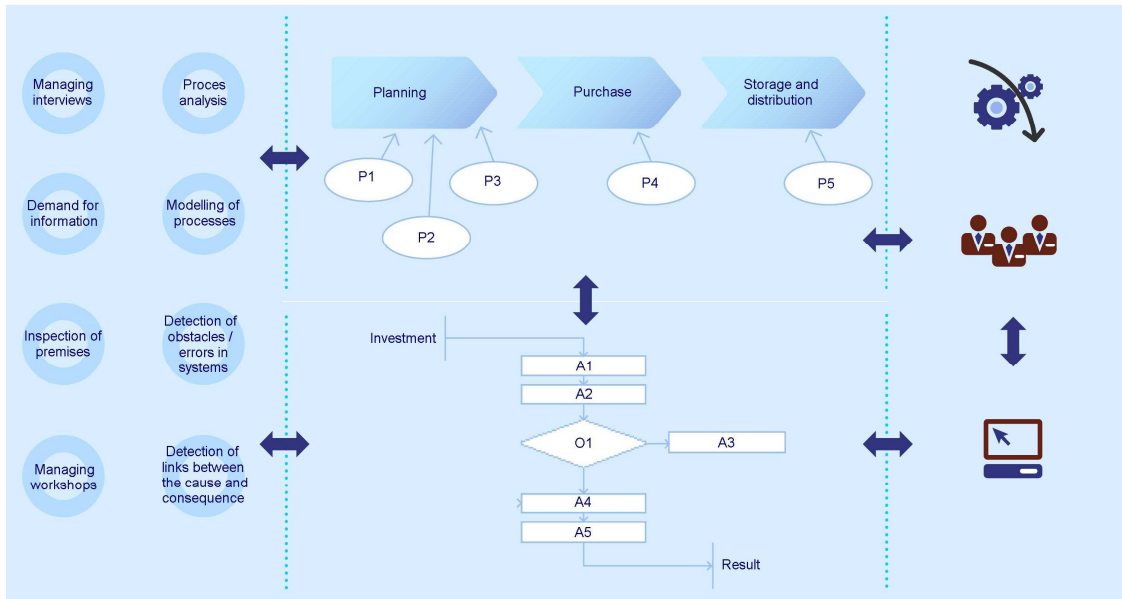 Managing
interviews
Proces
analysis
Demand for
information
Modelling of
processes
Inspection of
premises
Detection of
obstacles /
errors in
systems
Managing
workshops
Detection of
links between
the cause and
consequence
Planning
Purchase
Storage and
distribution
P1
P2
P3
P4
P5
Investment
A1
A2
O1
A3
A4
A5
Result